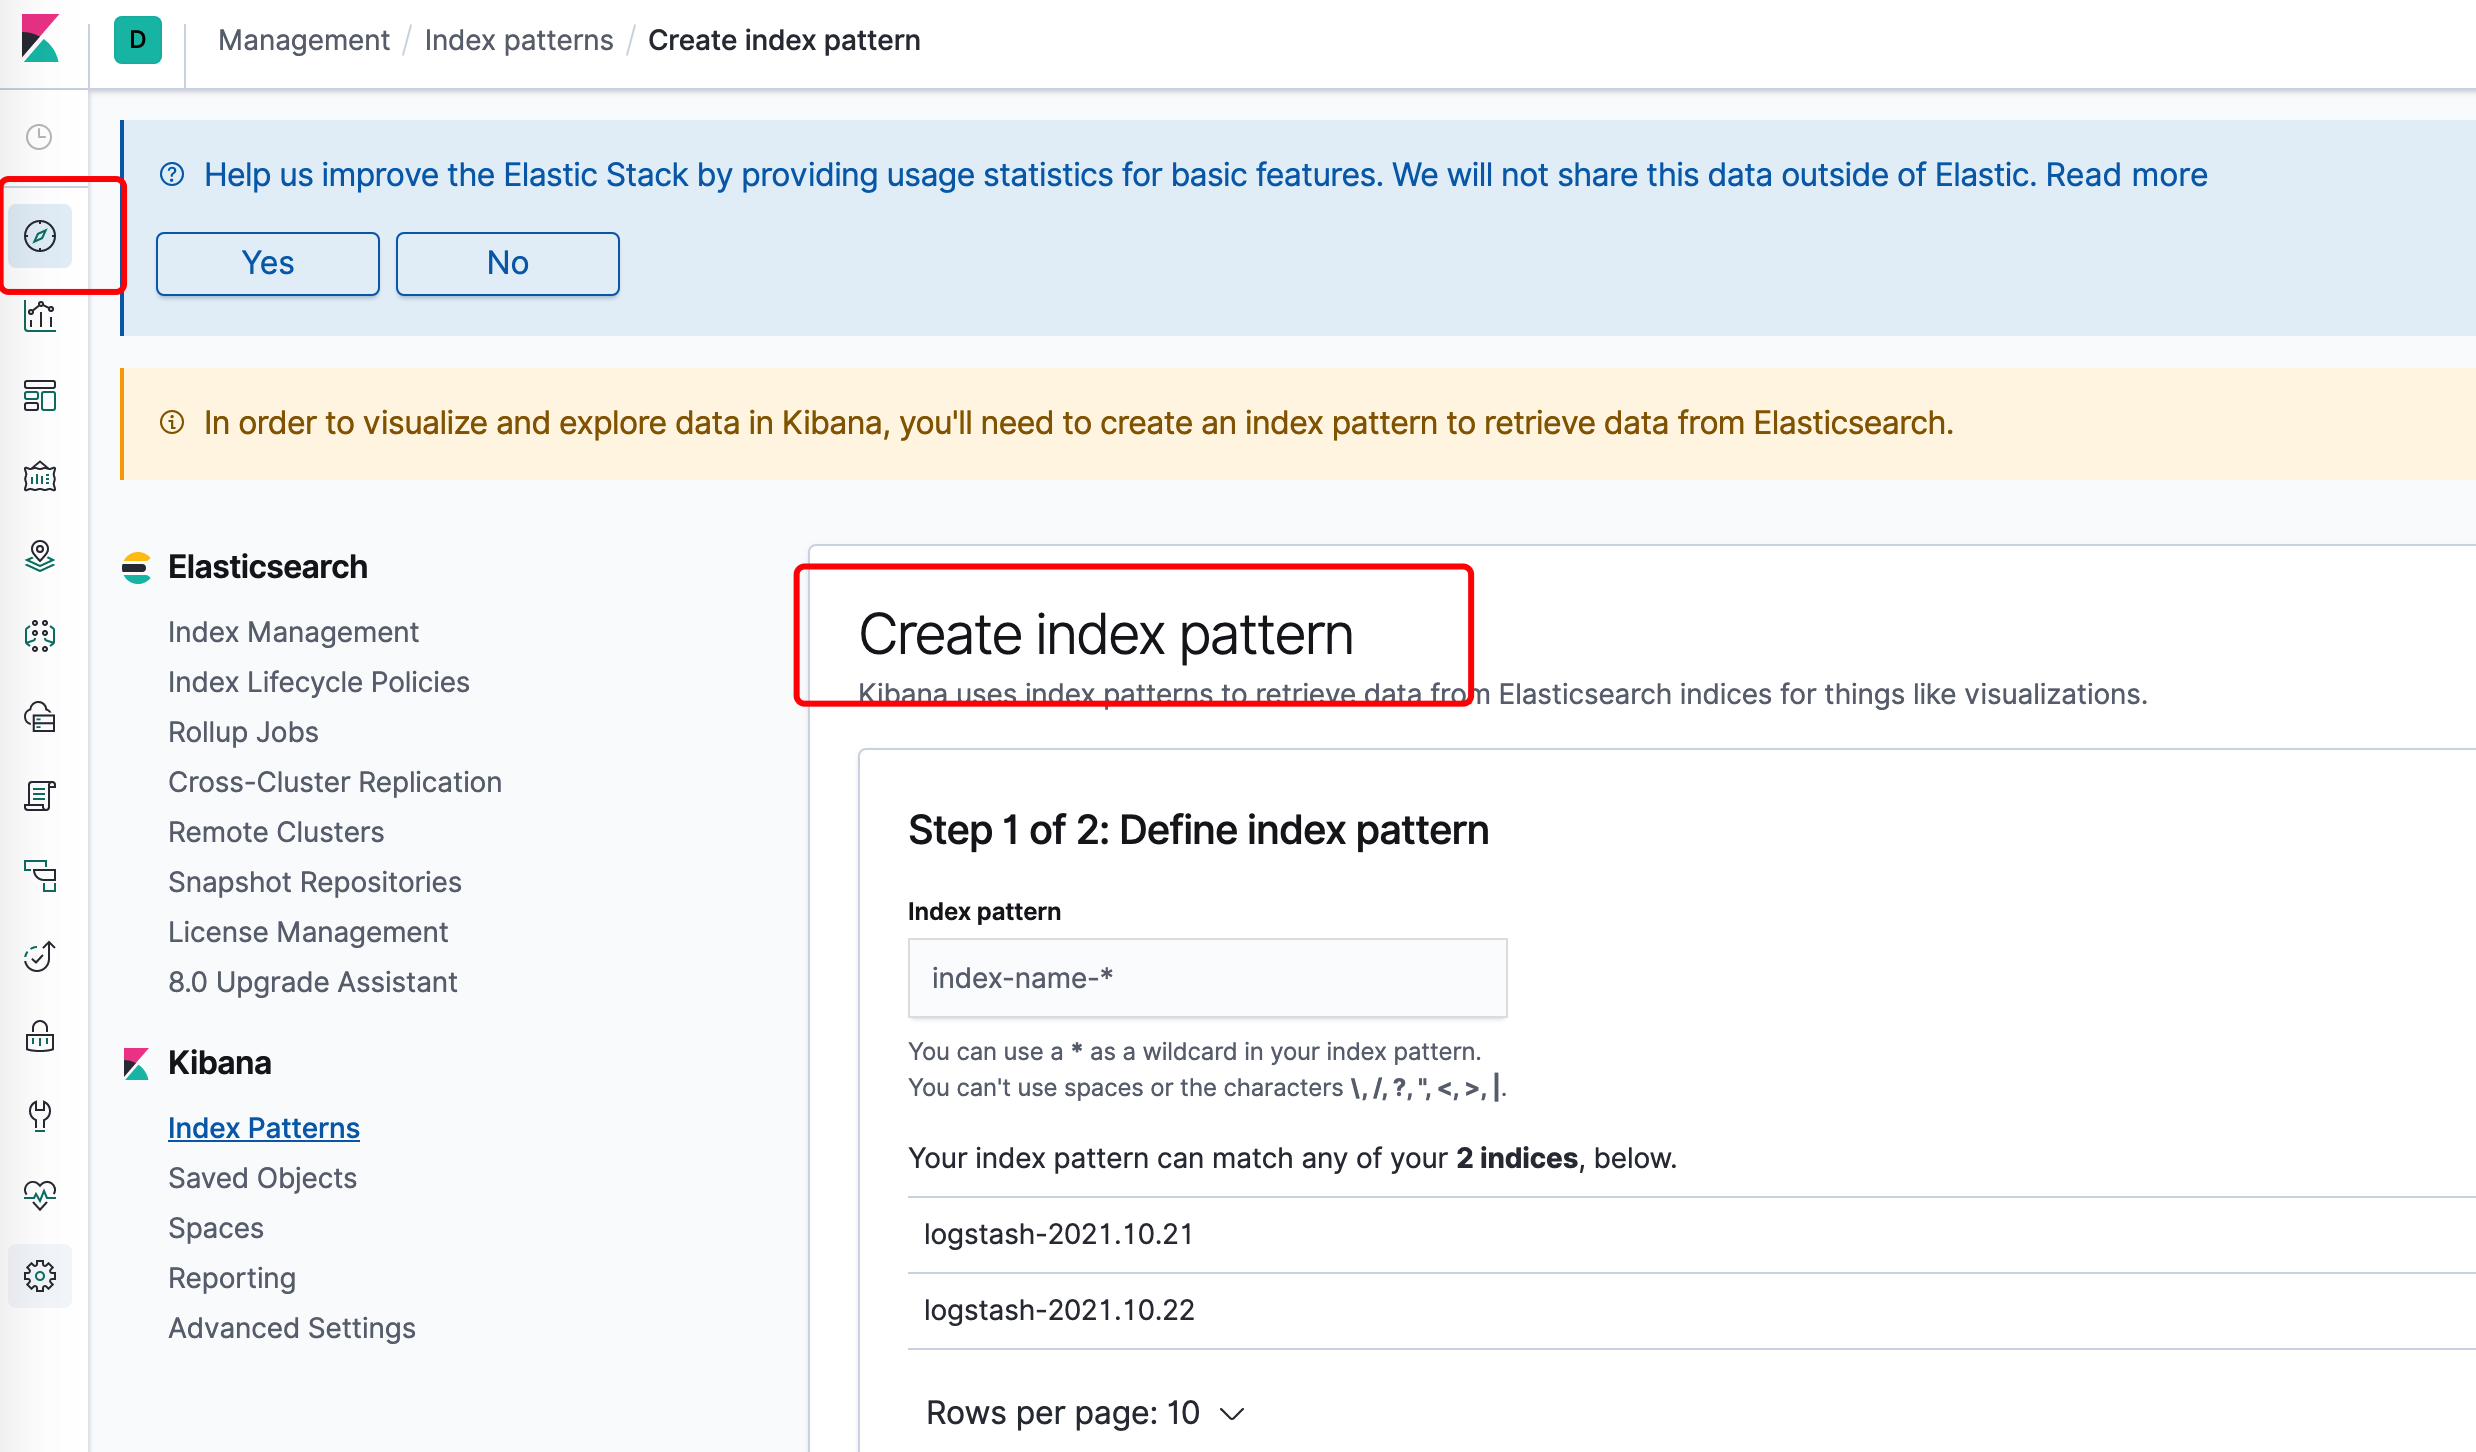 D
Management / Index patterns / Create index pattern
Help us improve the Elastic Stack by providing usage statistics for basic features. We will not share this data outside of Elastic. Read more
Yes
No
In order to visualize and explore data in Kibana, you'll need to create an index pattern to retrieve data from Elasticsearch.
Elasticsearch
Index Management
Index Lifecycle Policies
Rollup Jobs
Cross-Cluster Replication
Remote Clusters
Snapshot Repositories
License Management
8.0 Upgrade Assistant
Kibana
Index Patterns
Saved Objects
Spaces
Reporting
Advanced Settings
Create index pattern
Kibana uses index patterns to retrieve data from Elasticsearch indices for things like visualizations.
Step 1 of 2: Define index pattern
Index pattern
index-name-*
You can use a * as a wildcard in your index pattern.
You can't use spaces or the characters \, /, ?, ", <, >, |.
Your index pattern can match any of your 2 indices, below.
logstash-2021.10.21
logstash-2021.10.22
Rows per page: 10